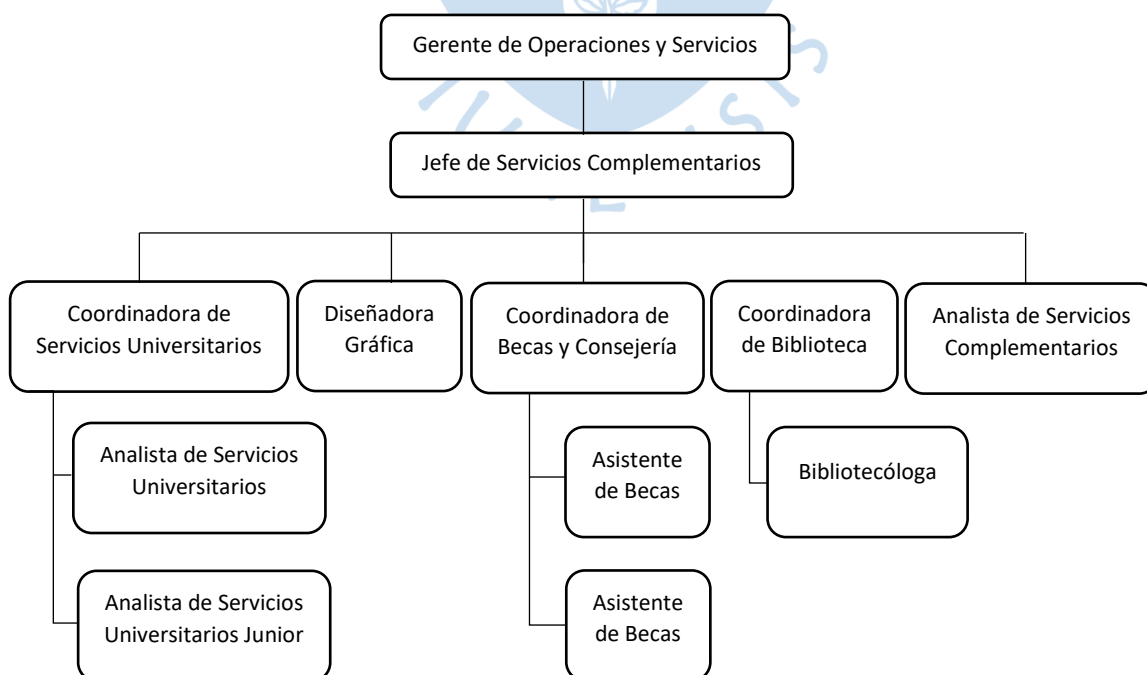 Gerente de Operaciones y Servicios
Jefe de Servicios Complementarios
Coordinadora de
Servicios Universitarios
Diseñadora
Gráfica
Coordinadora de
Becas y Consejería
Coordinadora
de Biblioteca
Analista de Servicios
Complementarios
Analista de Servicios
Universitarios
Asistente
de Becas
Bibliotecóloga
Analista de Servicios
Universitarios Junior
Asistente
de Becas